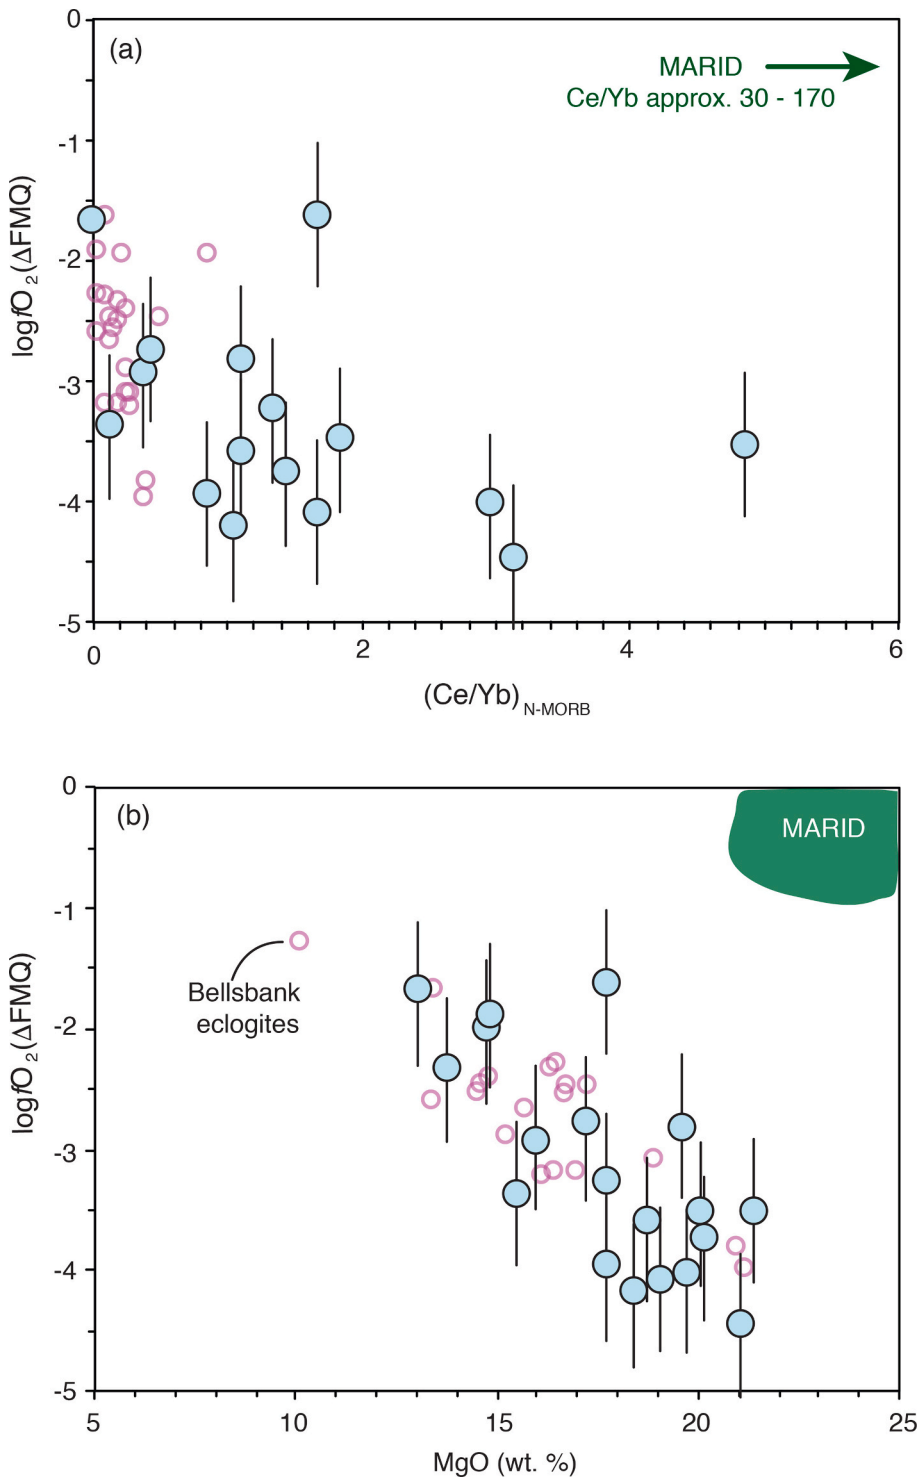 0
(a)
MARID
Ce/Yb approx. 30 - 170
-1
-2
logfO2(ΔFMQ)
-3
-4
-5
0
2
4
6
(Ce/Yb)N-MORB
0
(b)
MARID
-1
Bellsbank
eclogites
-2
logfO2(ΔFMQ)
-3
-4
-5
5
10
15
20
25
MgO (wt. %)